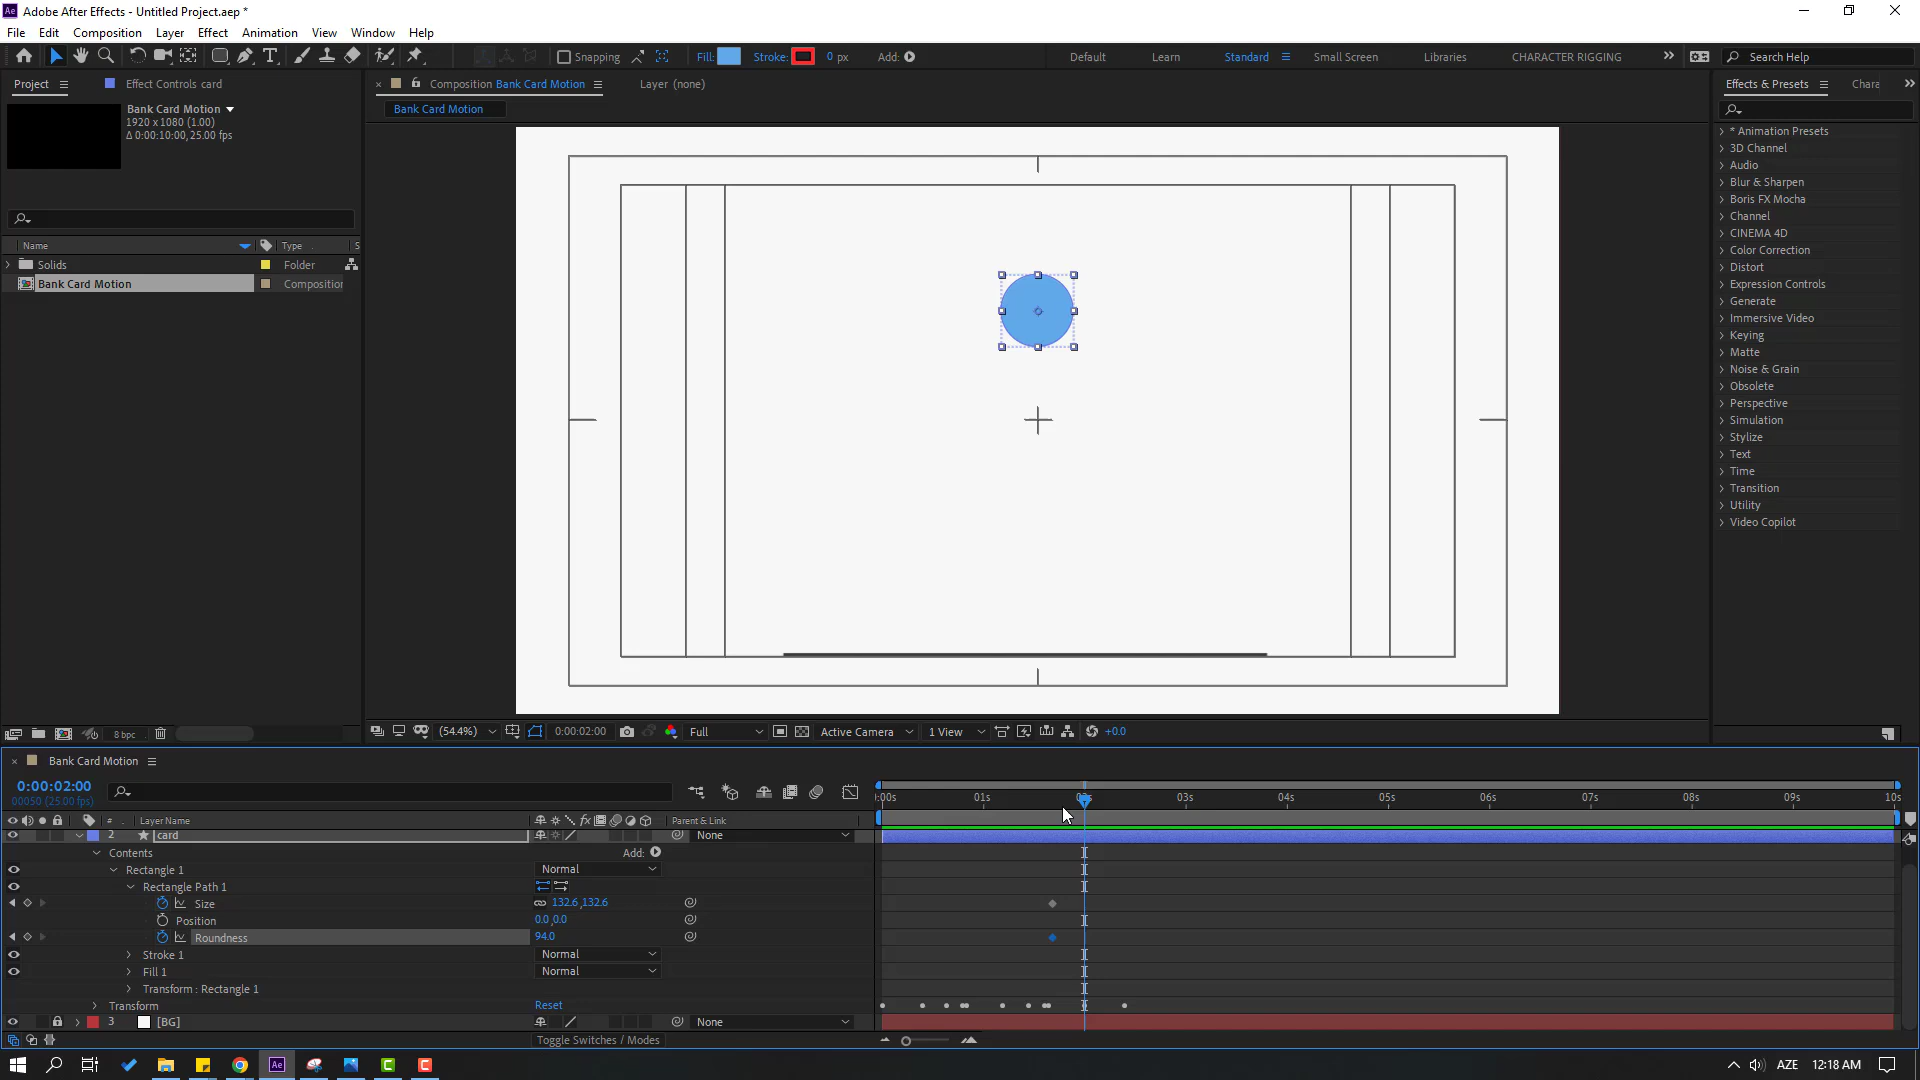 Adobe After Effects - Untitled Project.aep *
File Edit Composition Layer Effect Animation View Window Help
Snapping Fill: Stroke: 0 px Add: Default Learn Standard Small Screen Libraries CHARACTER RIGGING Search Help
Project Effect Controls card Composition Bank Card Motion Layer (none) Effects & Presets Chara
Bank Card Motion
1920 x 1080 (1.00)
Δ 0:00:10:00, 25.00 fps
Bank Card Motion
Name Type S
Solids Folder
Bank Card Motion Composition
* Animation Presets
3D Channel
Audio
Blur & Sharpen
Boris FX Mocha
Channel
CINEMA 4D
Color Correction
Distort
Expression Controls
Generate
Immersive Video
Keying
Matte
Noise & Grain
Obsolete
Perspective
Simulation
Stylize
Text
Time
Transition
Utility
Video Copilot
8 bpc (54.4%) 0:00:02:00 Full Active Camera 1 View +0.0
Bank Card Motion
0:00:02:00
00050 (25.00 fps)
:00s 01s 03s 04s 05s 06s 07s 08s 09s 10s
# Layer Name Parent & Link
2 card None
Contents Add:
Rectangle 1 Normal
Rectangle Path 1
Size 132.6,132.6
Position 0.0,0.0
Roundness 94.0
Stroke 1 Normal
Fill 1 Normal
Transform : Rectangle 1
Transform Reset
3 [BG] None
Toggle Switches / Modes
AZE 12:18 AM